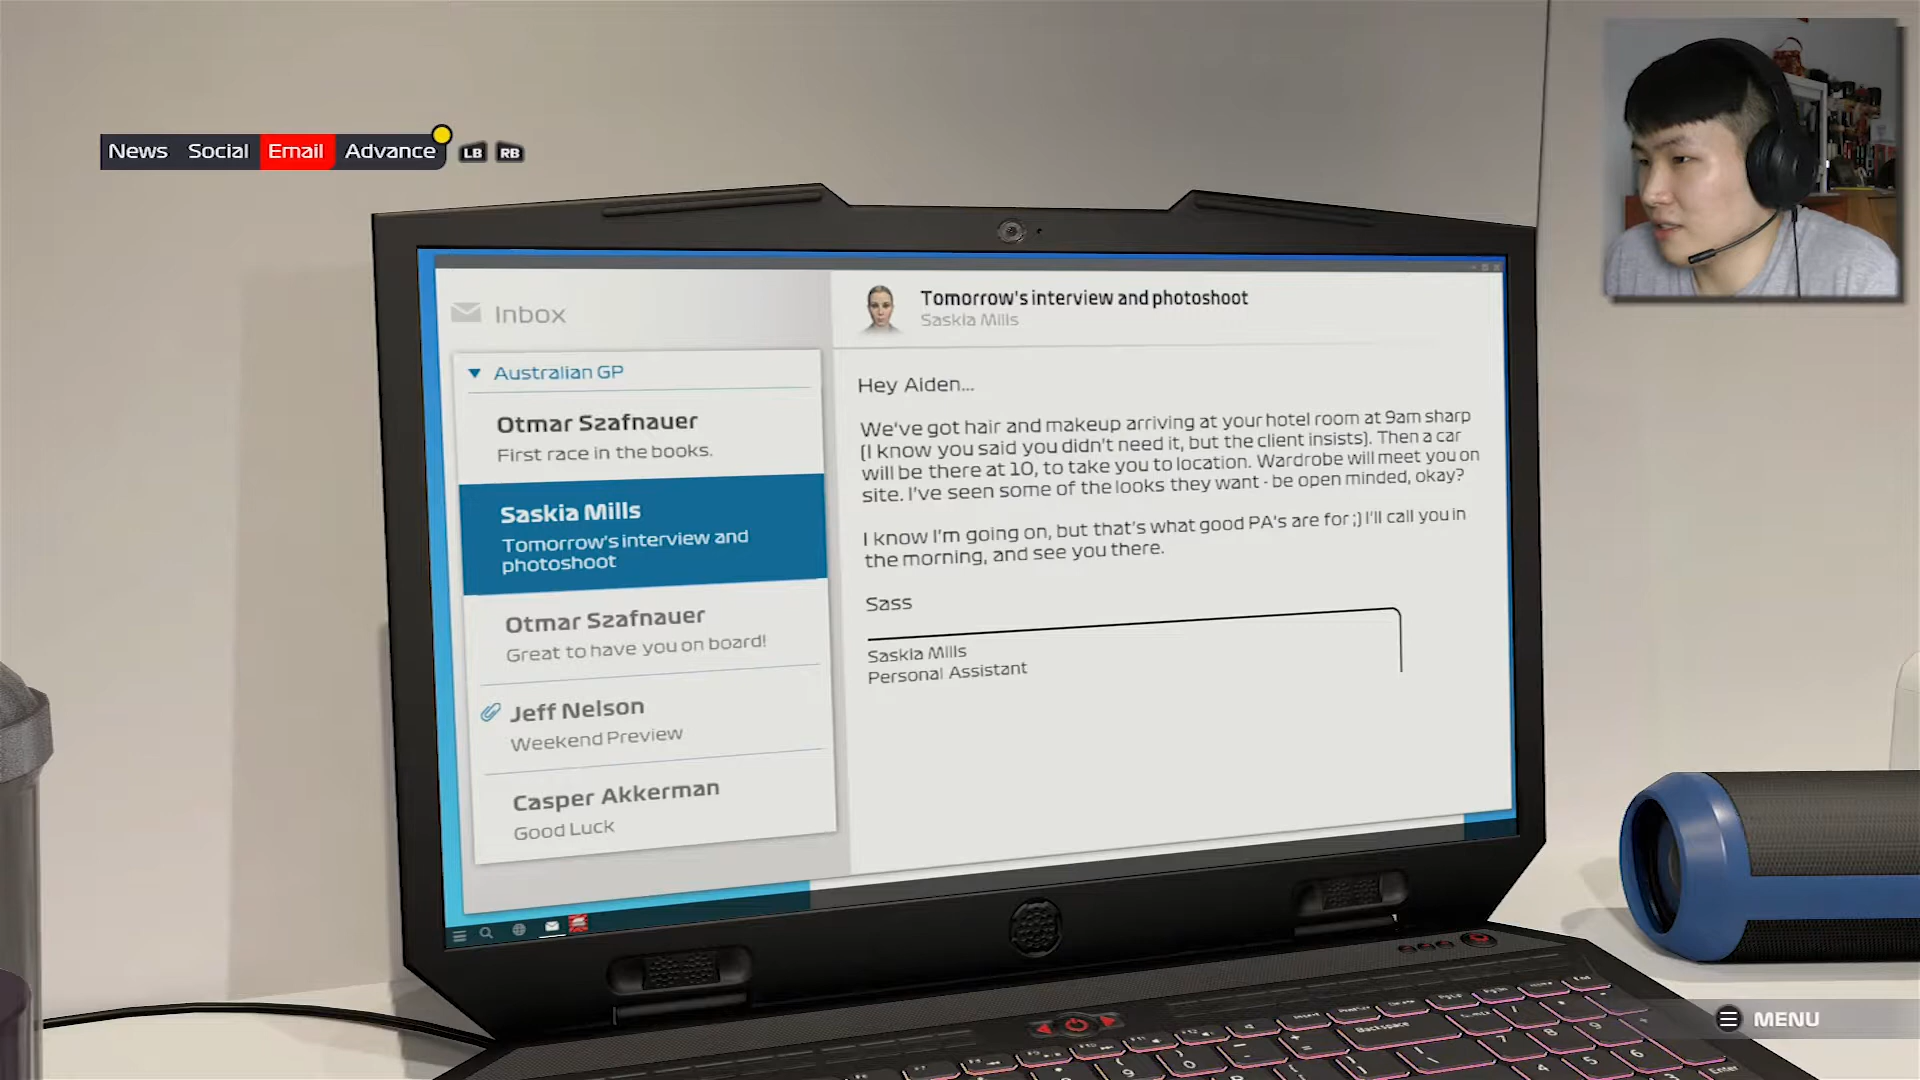 News Social Email Advance LB RB
Inbox
Australian GP
Otmar Szafnauer
First race in the books.
Saskia Mills
Tomorrow's interview and
photoshoot
Otmar Szafnauer
Great to have you on board!
Jeff Nelson
Weekend Preview
Casper Akkerman
Good Luck
Tomorrow's interview and photoshoot
Saskia Mills
Hey Aiden...
We've got hair and makeup arriving at your hotel room at 9am sharp
(I know you said you didn't need it, but the client insists). Then a car
will be there at 10, to take you to location. Wardrobe will meet you on
site. I've seen some of the looks they want - be open minded, okay?
I know I'm going on, but that's what good PA's are for ;) I'll call you in
the morning, and see you there.
Sass
Saskia Mills
Personal Assistant
Backspace
Enter
MENU